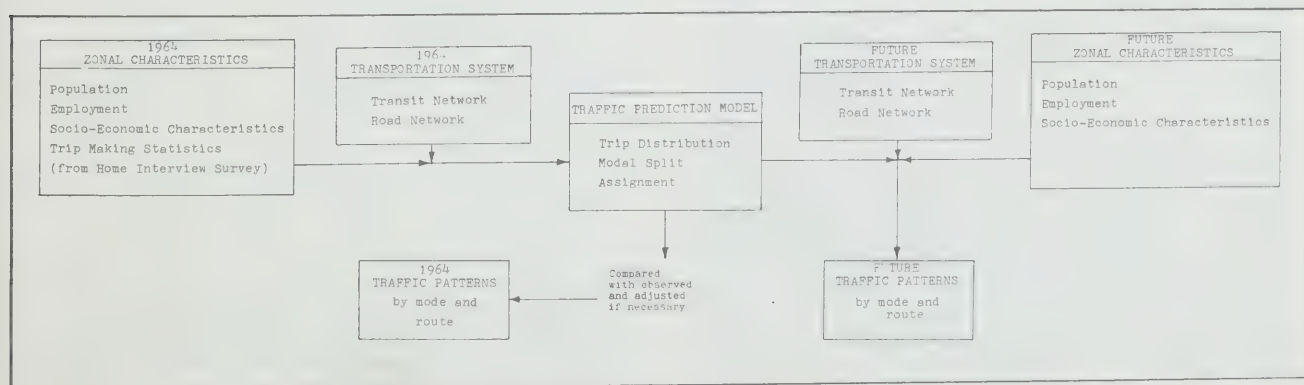 1964
ZONAL CHARACTERISTICS
Population
Employment
Socio-Economic Characteristics
Trip Making Statistics
(from Home Interview Survey)
1964
TRANSPORTATION SYSTEM
Transit Network
Road Network
TRAFFIC PREDICTION MODEL
Trip Distribution
Modal Split
Assignment
FUTURE
TRANSPORTATION SYSTEM
Transit Network
Road Network
FUTURE
ZONAL CHARACTERISTICS
Population
Employment
Socio-Economic Characteristics
1964
TRAFFIC PATTERNS
by mode and
route
Compared
with observed
and adjusted
if necessary
F TURE
TRAFFIC PATTERNS
by mode and
route